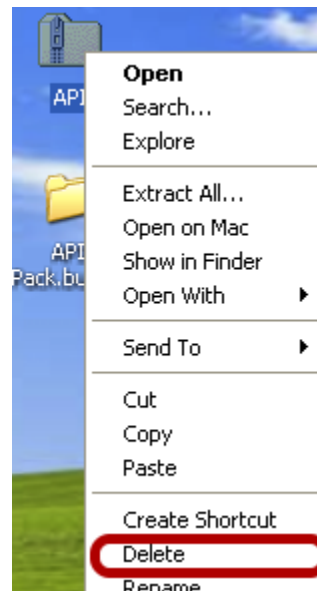 API
API
Pack.bu
Open
Search...
Explore
Extract All...
Open on Mac
Show in Finder
Open With
Send To
Cut
Copy
Paste
Create Shortcut
Delete
Rename